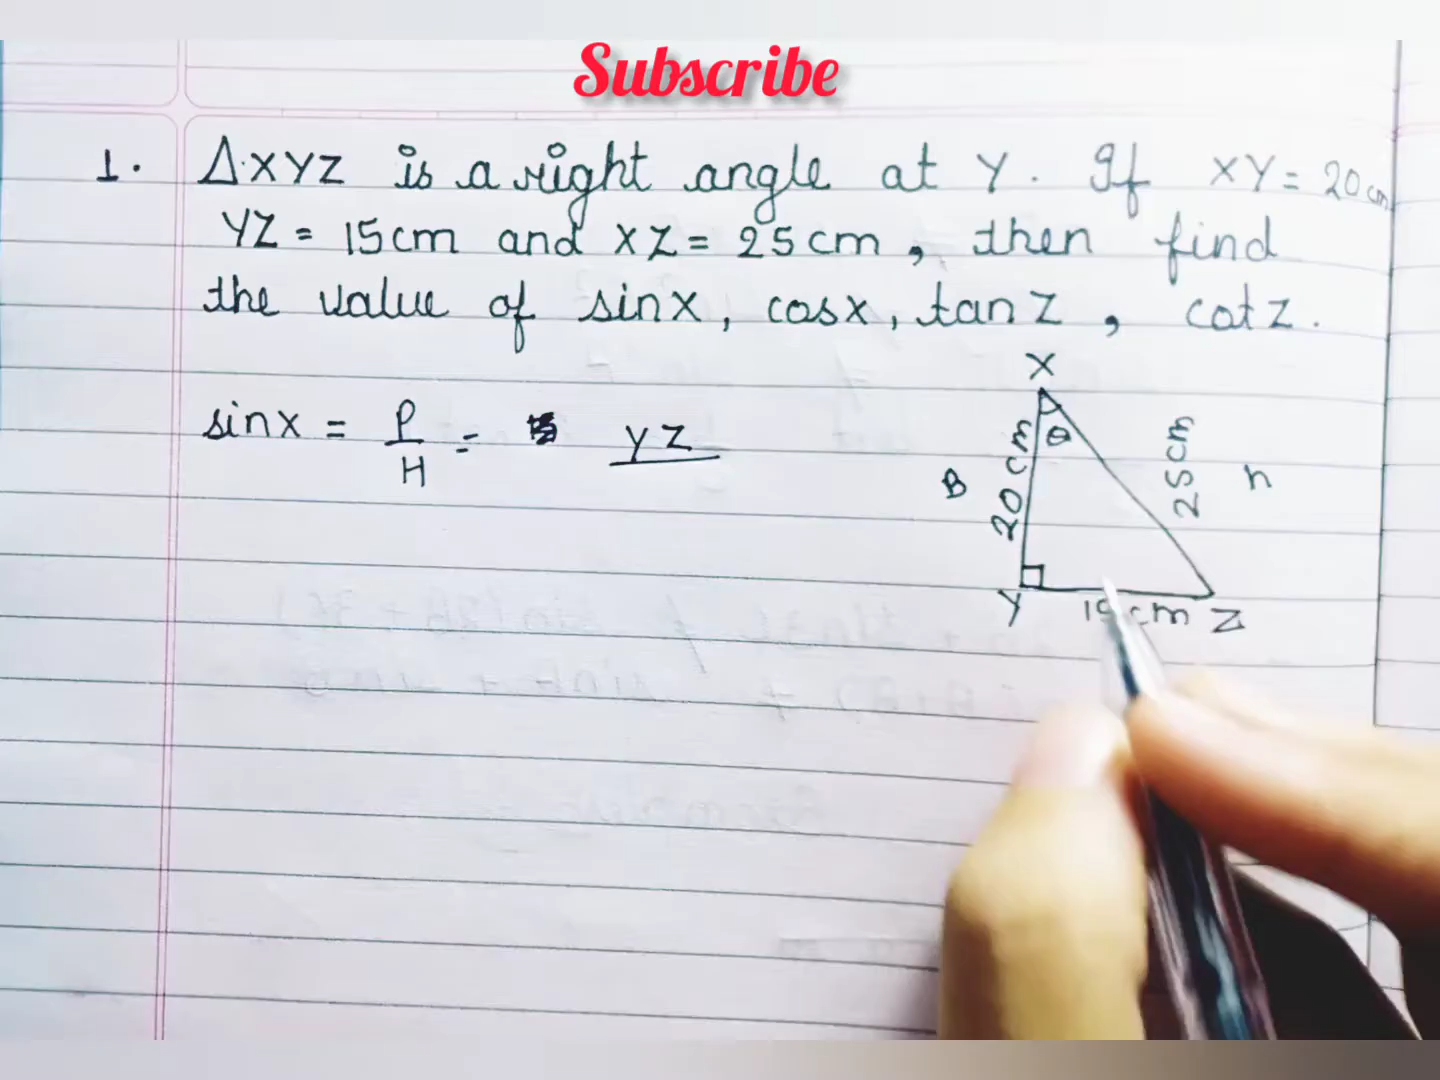 Subscribe
1. ΔXYZ is a right angle at Y. If XY = 20cm
YZ = 15cm and XZ = 25cm, then find
the value of sinx, cosx, tanZ, cotz.
X
sinx = P/H = YZ
θ
B
20cm
25cm
h
Y
15cm
Z